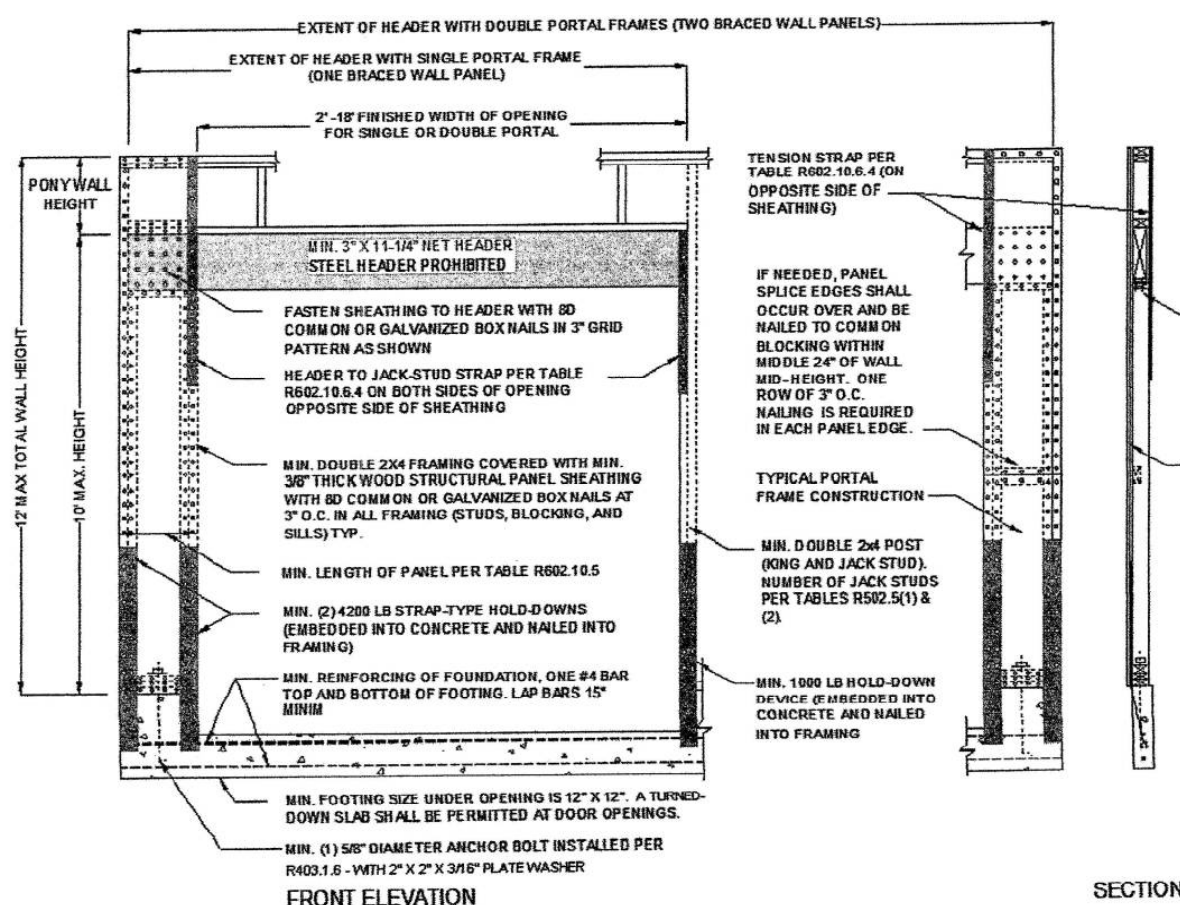 EXTENT OF HEADER WITH DOUBLE PORTAL FRAMES (TWO BRACED WALL PANELS)
EXTENT OF HEADER WITH SINGLE PORTAL FRAME
(ONE BRACED WALL PANEL)
2' -18' FINISHED WIDTH OF OPENING
FOR SINGLE OR DOUBLE PORTAL
PONY WALL
HEIGHT
12' MAX TOTAL WALL HEIGHT
10' MAX. HEIGHT
MIN. 3" X 11-1/4" NET HEADER
STEEL HEADER PROHIBITED
FASTEN SHEATHING TO HEADER WITH 8D
COMMON OR GALVANIZED BOX NAILS IN 3" GRID
PATTERN AS SHOWN
HEADER TO JACK-STUD STRAP PER TABLE
R602.10.6.4 ON BOTH SIDES OF OPENING
OPPOSITE SIDE OF SHEATHING
MIN. DOUBLE 2X4 FRAMING COVERED WITH MIN.
3/8" THICK WOOD STRUCTURAL PANEL SHEATHING
WITH 8D COMMON OR GALVANIZED BOX NAILS AT
3" O.C. IN ALL FRAMING (STUDS, BLOCKING, AND
SILLS) TYP.
MIN. LENGTH OF PANEL PER TABLE R602.10.5
MIN. (2) 4200 LB STRAP-TYPE HOLD-DOWNS
(EMBEDDED INTO CONCRETE AND NAILED INTO
FRAMING)
MIN. REINFORCING OF FOUNDATION, ONE #4 BAR
TOP AND BOTTOM OF FOOTING. LAP BARS 15"
MINIM
MIN. FOOTING SIZE UNDER OPENING IS 12" X 12". A TURNED-
DOWN SLAB SHALL BE PERMITTED AT DOOR OPENINGS.
MIN. (1) 5/8" DIAMETER ANCHOR BOLT INSTALLED PER
R403.1.6 - WITH 2" X 2" X 3/16" PLATE WASHER
FRONT ELEVATION
TENSION STRAP PER
TABLE R602.10.6.4 (ON
OPPOSITE SIDE OF
SHEATHING)
IF NEEDED, PANEL
SPLICE EDGES SHALL
OCCUR OVER AND BE
NAILED TO COMMON
BLOCKING WITHIN
MIDDLE 24" OF WALL
MID-HEIGHT. ONE
ROW OF 3" O.C.
NAILING IS REQUIRED
IN EACH PANEL EDGE.
TYPICAL PORTAL
FRAME CONSTRUCTION
MIN. DOUBLE 2x4 POST
(KING AND JACK STUD).
NUMBER OF JACK STUDS
PER TABLES R502.5(1) &
(2).
MIN. 1000 LB HOLD-DOWN
DEVICE (EMBEDDED INTO
CONCRETE AND NAILED
INTO FRAMING
SECTION